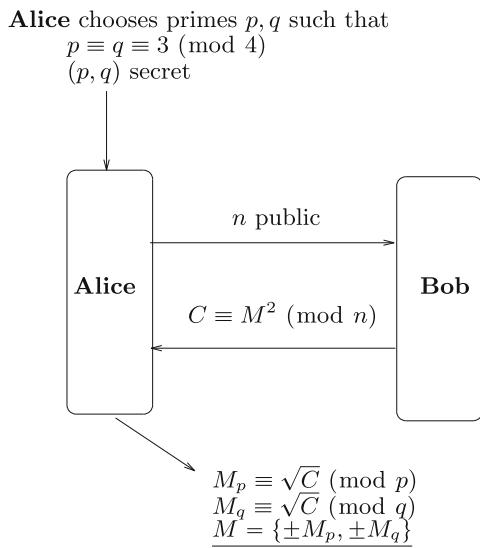 Alice chooses primes p, q such that
p ≡ q ≡ 3 (mod 4)
(p, q) secret
n public
Alice
Bob
C ≡ M² (mod n)
M_p ≡ √C (mod p)
M_q ≡ √C (mod q)
M = {±M_p, ±M_q}